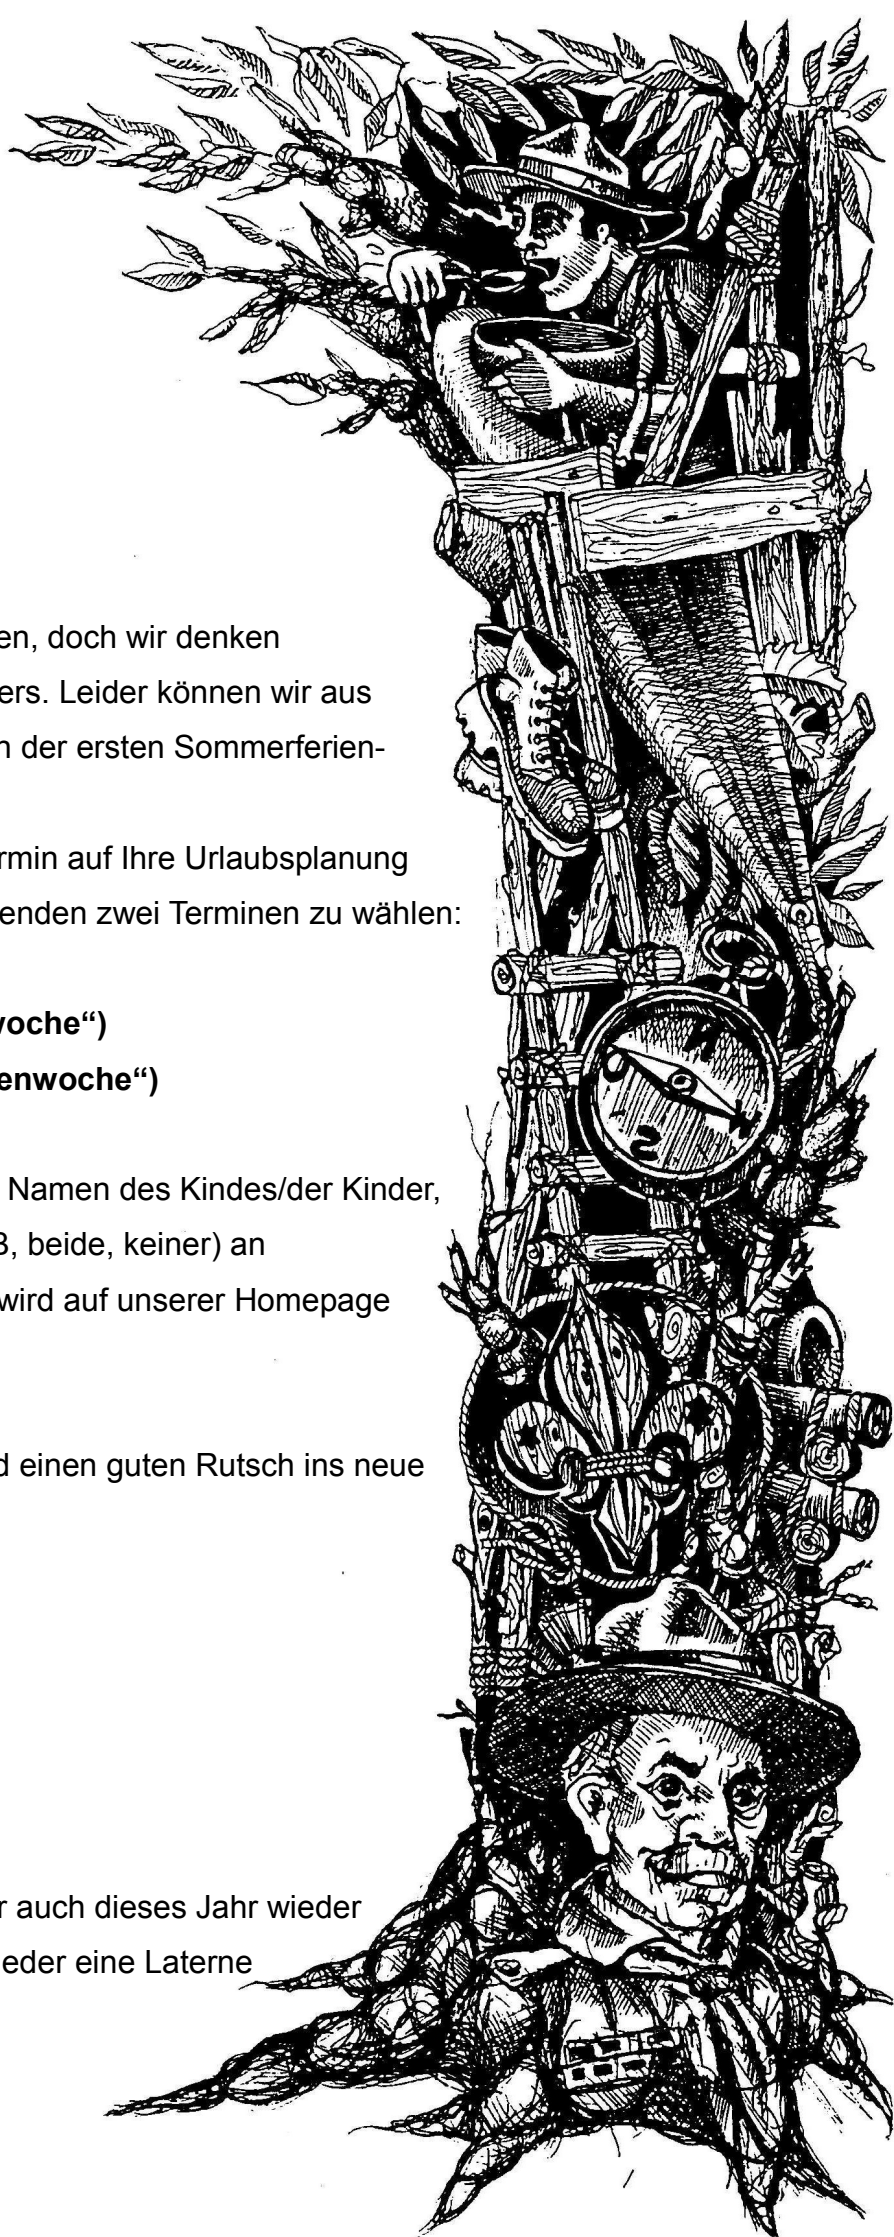 en, doch wir denken
ers. Leider können wir aus
n der ersten Sommerferien-
rmin auf Ihre Urlaubsplanung
enden zwei Terminen zu wählen:
woche“)
enwoche“)
Namen des Kindes/der Kinder,
B, beide, keiner) an
wird auf unserer Homepage
d einen guten Rutsch ins neue
r auch dieses Jahr wieder
eder eine Laterne
N
O
W
S